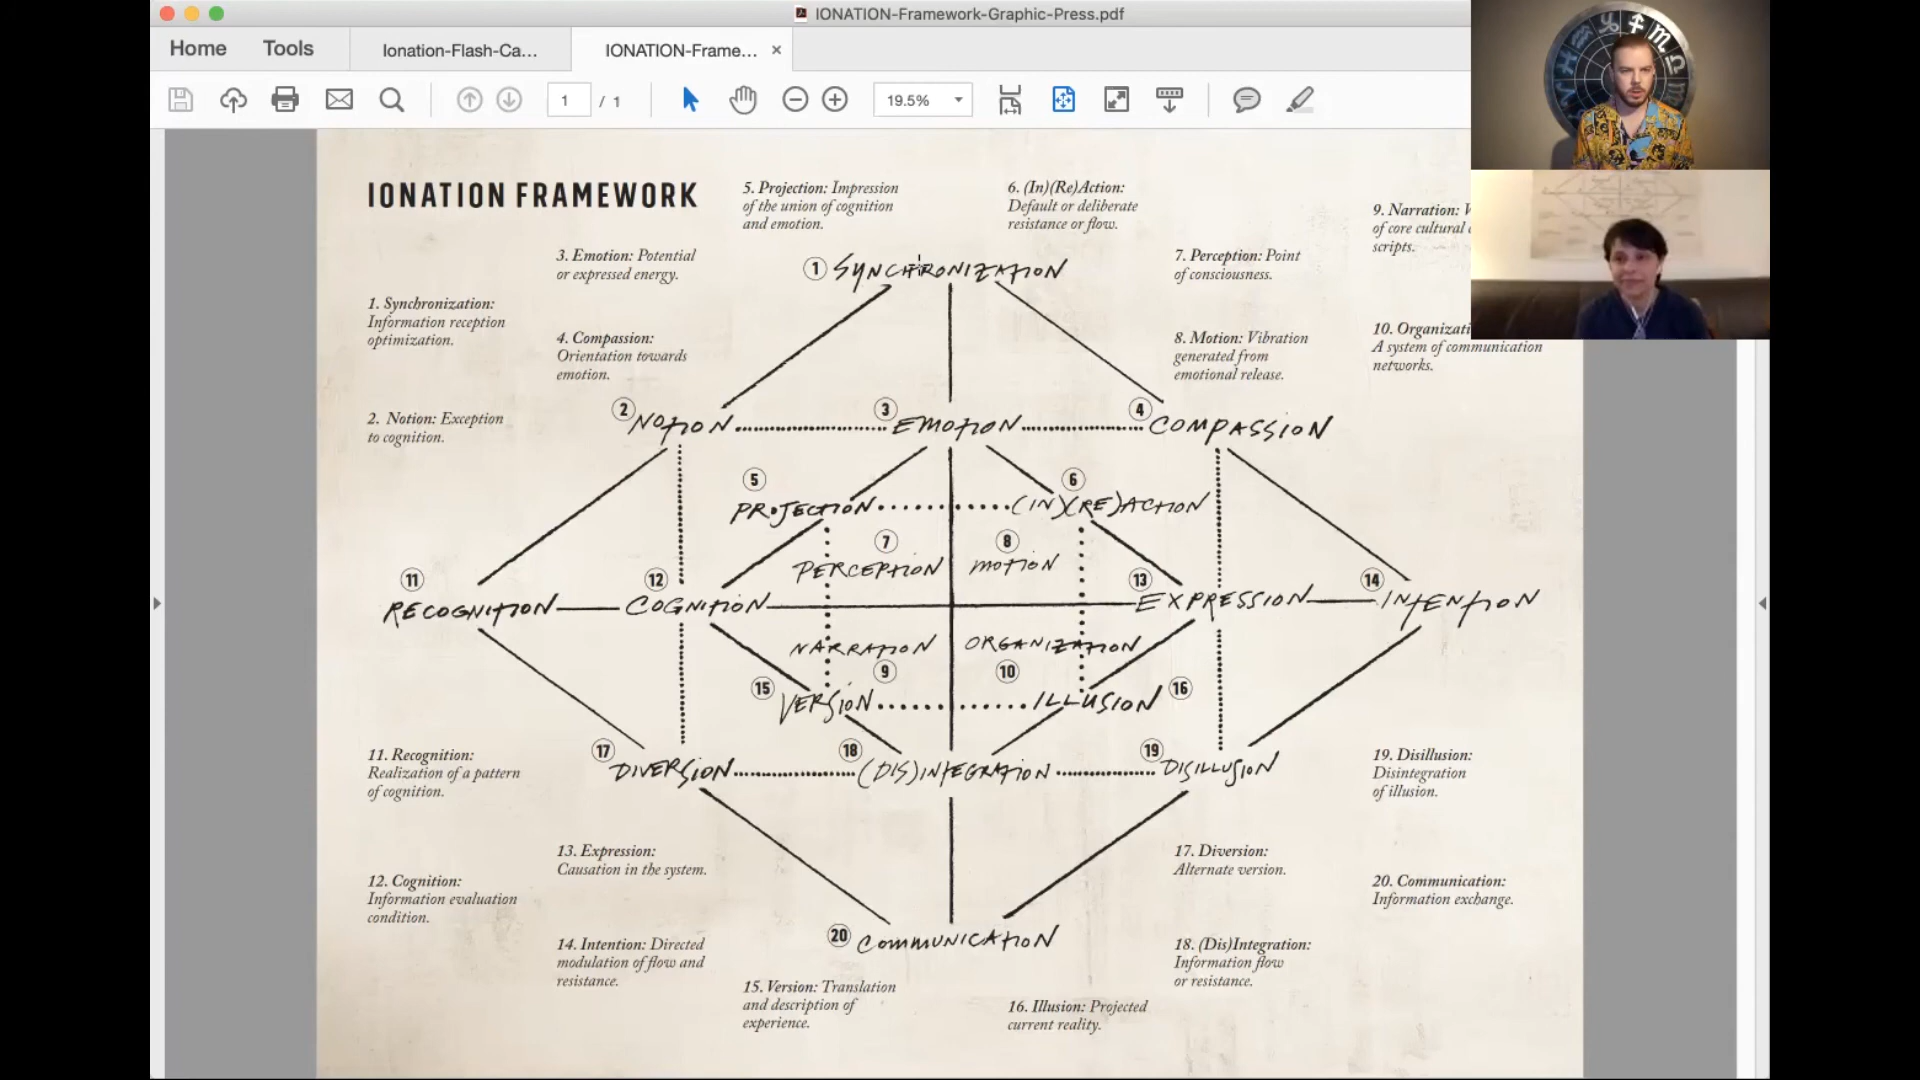 IONATION-Framework-Graphic-Press.pdf
Home Tools Ionation-Flash-Ca... IONATION-Frame... ×
1 / 1 19.5%
IONATION FRAMEWORK
1. Synchronization:
Information reception
optimization.
2. Notion: Exception
to cognition.
3. Emotion: Potential
or expressed energy.
4. Compassion:
Orientation towards
emotion.
5. Projection: Impression
of the union of cognition
and emotion.
6. (In)(Re)Action:
Default or deliberate
resistance or flow.
7. Perception: Point
of consciousness.
8. Motion: Vibration
generated from
emotional release.
9. Narration:
of core cultural
scripts.
10.
A system of communication
networks.
1 SYNCHRONIZATION
2 NOTION 3 EMOTION 4 COMPASSION
5 PROJECTION 6 (IN)(RE)ACTION
7 PERCEPTION 8 MOTION
11 RECOGNITION 12 COGNITION 13 EXPRESSION 14 INTENTION
NARRATION 9 ORGANIZATION 10
15 VERSION ILLUSION 16
17 DIVERSION 18 (DIS)INTEGRATION 19 DISILLUSION
20 COMMUNICATION
11. Recognition:
Realization of a pattern
of cognition.
12. Cognition:
Information evaluation
condition.
13. Expression:
Causation in the system.
14. Intention: Directed
modulation of flow and
resistance.
15. Version: Translation
and description of
experience.
16. Illusion: Projected
current reality.
17. Diversion:
Alternate version.
18. (Dis)Integration:
Information flow
or resistance.
19. Disillusion:
Disintegration
of illusion.
20. Communication:
Information exchange.